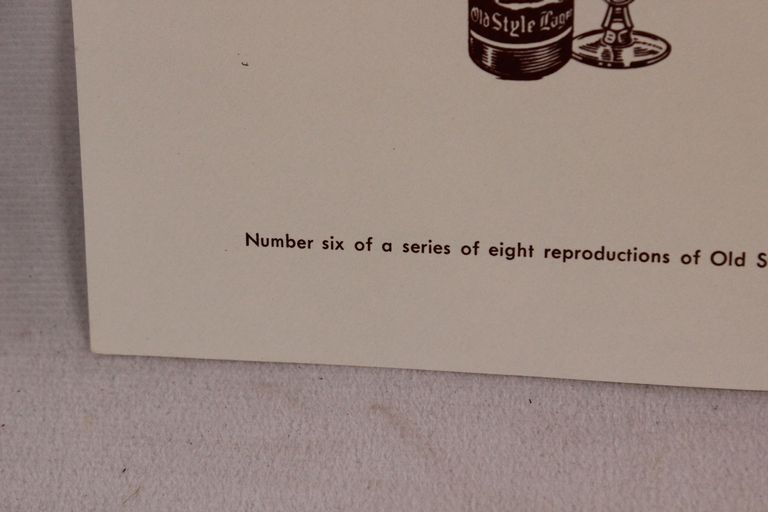 Old Style Lager
Number six of a series of eight reproductions of Old S